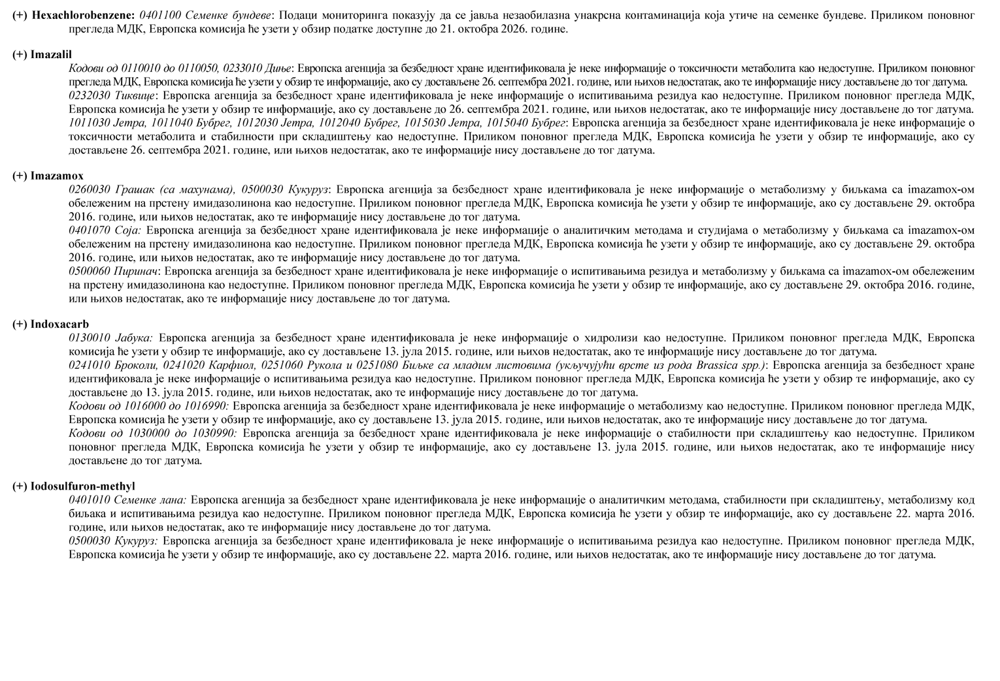 (+) Hexachlorobenzene: 0401100 Семенке бундеве: Подаци мониторинга показују да се јавља незаобилазна унакрсна контаминација која утиче на семенке бундеве. Приликом поновног
прегледа МДК, Европска комисија ће узети у обзир податке доступне до 21. октобра 2026. године.
(+) Imazalil
Кодови од 0110010 до 0110050, 0233010 Диње: Европска агенција за безбедност хране идентификовала је неке информације о токсичности метаболита као недоступне. Приликом поновног
прегледа МДК, Европска комисија ће узети у обзир те информације, ако су достављене 26. септембра 2021. године, или њихов недостатак, ако те информације нису достављене до тог датума.
0232030 Тиквице: Европска агенција за безбедност хране идентификовала је неке информације о испитивањима резидуа као недоступне. Приликом поновног прегледа МДК,
Европска комисија ће узети у обзир те информације, ако су достављене до 26. септембра 2021. године, или њихов недостатак, ако те информације нису достављене до тог датума.
1011030 Јетра, 1011040 Бубрег, 1012030 Јетра, 1012040 Бубрег, 1015030 Јетра, 1015040 Бубрег: Европска агенција за безбедност хране идентификовала је неке информације о
токсичности метаболита и стабилности при складиштењу као недоступне. Приликом поновног прегледа МДК, Европска комисија ће узети у обзир те информације, ако су
достављене 26. септембра 2021. године, или њихов недостатак, ако те информације нису достављене до тог датума.
(+) Imazamox
0260030 Грашак (са махунама), 0500030 Кукуруз: Европска агенција за безбедност хране идентификовала је неке информације о метаболизму у биљкама са imazamox-ом
обележеним на прстену имидазолинона као недоступне. Приликом поновног прегледа МДК, Европска комисија ће узети у обзир те информације, ако су достављене 29. октобра
2016. године, или њихов недостатак, ако те информације нису достављене до тог датума.
0401070 Соја: Европска агенција за безбедност хране идентификовала је неке информације о аналитичким методама и студијама о метаболизму у биљкама са imazamox-ом
обележеним на прстену имидазолинона као недоступне. Приликом поновног прегледа МДК, Европска комисија ће узети у обзир те информације, ако су достављене 29. октобра
2016. године, или њихов недостатак, ако те информације нису достављене до тог датума.
0500060 Пиринач: Европска агенција за безбедност хране идентификовала је неке информације о испитивањима резидуа и метаболизму у биљкама са imazamox-ом обележеним
на прстену имидазолинона као недоступне. Приликом поновног прегледа МДК, Европска комисија ће узети у обзир те информације, ако су достављене 29. октобра 2016. године,
или њихов недостатак, ако те информације нису достављене до тог датума.
(+) Indoxacarb
0130010 Јабука: Европска агенција за безбедност хране идентификовала је неке информације о хидролизи као недоступне. Приликом поновног прегледа МДК, Европска
комисија ће узети у обзир те информације, ако су достављене 13. јула 2015. године, или њихов недостатак, ако те информације нису достављене до тог датума.
0241010 Броколи, 0241020 Карфиол, 0251060 Рукола и 0251080 Биљке са младим листовима (укључујући врсте из рода Brassica spp.): Европска агенција за безбедност хране
идентификовала је неке информације о испитивањима резидуа као недоступне. Приликом поновног прегледа МДК, Европска комисија ће узети у обзир те информације, ако су
достављене до 13. јула 2015. године, или њихов недостатак, ако те информације нису достављене до тог датума.
Кодови од 1016000 до 1016990: Европска агенција за безбедност хране идентификовала је неке информације о метаболизму као недоступне. Приликом поновног прегледа МДК,
Европска комисија ће узети у обзир те информације, ако су достављене 13. јула 2015. године, или њихов недостатак, ако те информације нису достављене до тог датума.
Кодови од 1030000 до 1030990: Европска агенција за безбедност хране идентификовала је неке информације о стабилности при складиштењу као недоступне. Приликом
поновног прегледа МДК, Европска комисија ће узети у обзир те информације, ако су достављене 13. јула 2015. године, или њихов недостатак, ако те информације нису
достављене до тог датума.
(+) Iodosulfuron-methyl
0401010 Семенке лана: Европска агенција за безбедност хране идентификовала је неке информације о аналитичким методама, стабилности при складиштењу, метаболизму код
биљака и испитивањима резидуа као недоступне. Приликом поновног прегледа МДК, Европска комисија ће узети у обзир те информације, ако су достављене 22. марта 2016.
године, или њихов недостатак, ако те информације нису достављене до тог датума.
0500030 Кукуруз: Европска агенција за безбедност хране идентификовала је неке информације о испитивањима резидуа као недоступне. Приликом поновног прегледа МДК,
Европска комисија ће узети у обзир те информације, ако су достављене 22. марта 2016. године, или њихов недостатак, ако те информације нису достављене до тог датума.